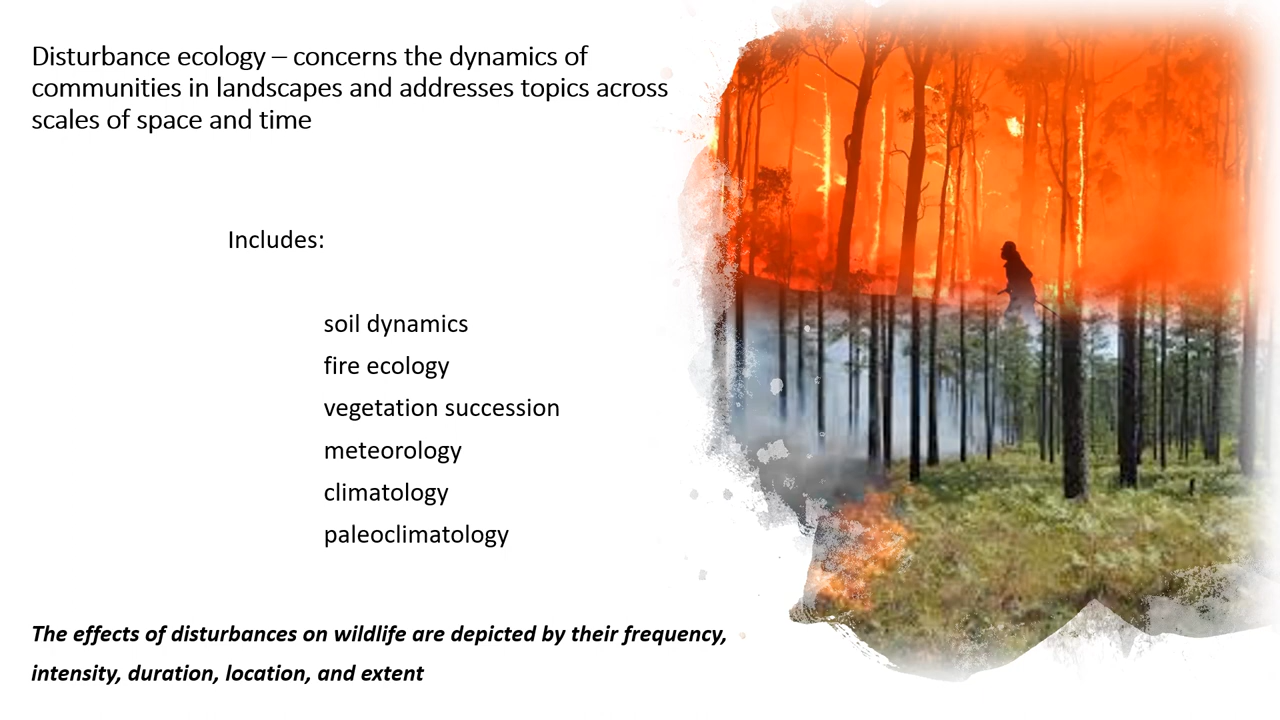 Disturbance ecology – concerns the dynamics of
communities in landscapes and addresses topics across
scales of space and time
Includes:
soil dynamics
fire ecology
vegetation succession
meteorology
climatology
paleoclimatology
The effects of disturbances on wildlife are depicted by their frequency,
intensity, duration, location, and extent